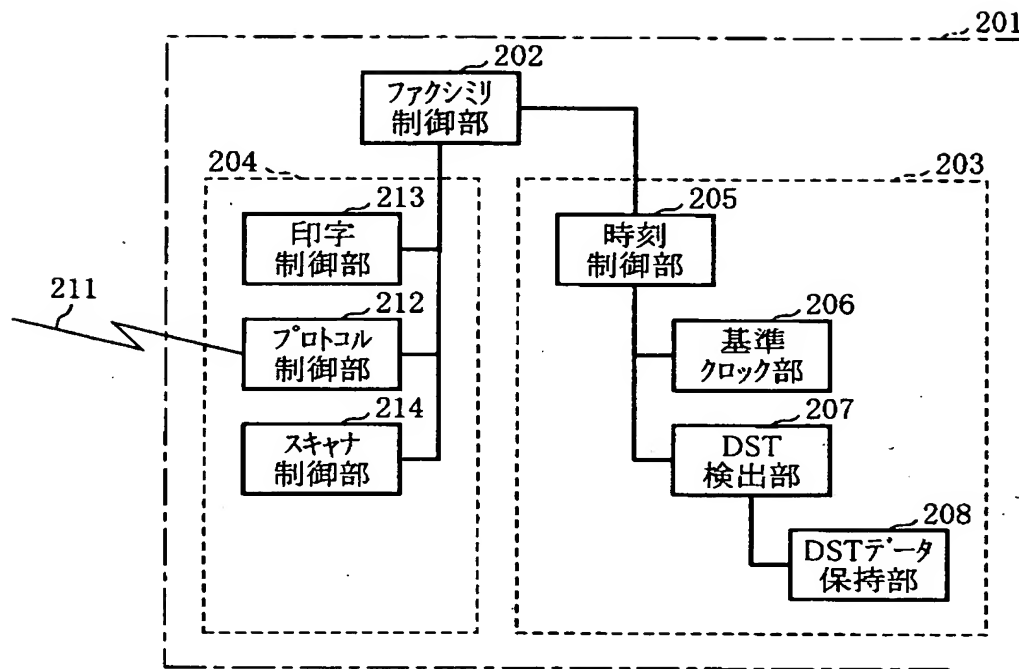 201
202
ファクシミリ
制御部
204
203
213
印字
制御部
205
時刻
制御部
211
212
プロトコル
制御部
206
基準
クロック部
214
スキャナ
制御部
207
DST
検出部
208
DSTデータ
保持部